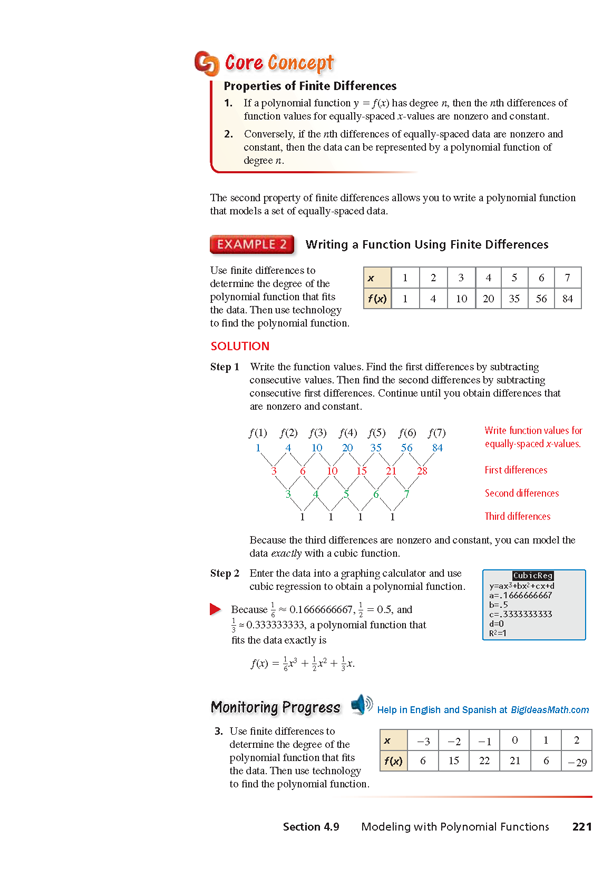 Core Concept
Properties of Finite Differences
1. If a polynomial function y = f(x) has degree n, then the nth differences of
function values for equally-spaced x-values are nonzero and constant.
2. Conversely, if the nth differences of equally-spaced data are nonzero and
constant, then the data can be represented by a polynomial function of
degree n.
The second property of finite differences allows you to write a polynomial function
that models a set of equally-spaced data.
EXAMPLE 2 Writing a Function Using Finite Differences
Use finite differences to
determine the degree of the
polynomial function that fits
the data. Then use technology
to find the polynomial function.
x 1 2 3 4 5 6 7
f(x) 1 4 10 20 35 56 84
SOLUTION
Step 1 Write the function values. Find the first differences by subtracting
consecutive values. Then find the second differences by subtracting
consecutive first differences. Continue until you obtain differences that
are nonzero and constant.
f(1) f(2) f(3) f(4) f(5) f(6) f(7)
1 4 10 20 35 56 84
Write function values for
equally-spaced x-values.
3 6 10 15 21 28 First differences
3 4 5 6 7 Second differences
1 1 1 1 Third differences
Because the third differences are nonzero and constant, you can model the
data exactly with a cubic function.
Step 2 Enter the data into a graphing calculator and use
cubic regression to obtain a polynomial function.
Because 1/6 ≈ 0.1666666667, 1/2 = 0.5, and
1/3 ≈ 0.333333333, a polynomial function that
fits the data exactly is
f(x) = 1/6x³ + 1/2x² + 1/3x.
CubicReg
y=ax³+bx²+cx+d
a=.1666666667
b=.5
c=.3333333333
d=0
R²=1
Monitoring Progress Help in English and Spanish at BigIdeasMath.com
3. Use finite differences to
determine the degree of the
polynomial function that fits
the data. Then use technology
to find the polynomial function.
x −3 −2 −1 0 1 2
f(x) 6 15 22 21 6 −29
Section 4.9 Modeling with Polynomial Functions 221